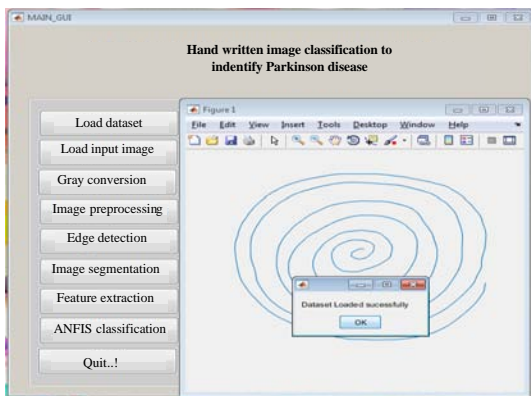 MAIN_GUI
Hand written image classification to
indentify Parkinson disease
Load dataset
Load input image
Gray conversion
Image preprocessing
Edge detection
Image segmentation
Feature extraction
ANFIS classification
Quit..!
Figure 1
File Edit View Insert Tools Desktop Window Help
Dataset Loaded sucessfully
OK